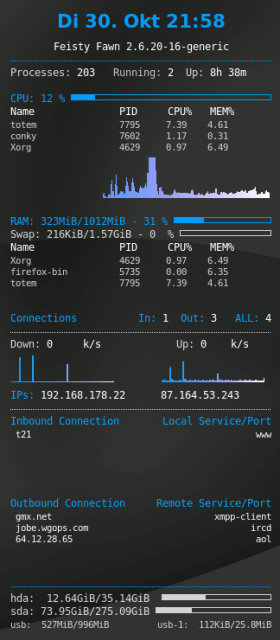 Di 30. Okt 21:58
Feisty Fawn 2.6.20-16-generic
Processes: 203 Running: 2 Up: 8h 38m
CPU: 12 %
Name PID CPU% MEM%
totem 7795 7.39 4.61
conky 7602 1.17 0.31
Xorg 4629 0.97 6.49
RAM: 323MiB/1012MiB - 31 %
Swap: 216KiB/1.57GiB - 0 %
Name PID CPU% MEM%
Xorg 4629 0.97 6.49
firefox-bin 5735 0.00 6.35
totem 7795 7.39 4.61
Connections In: 1 Out: 3 ALL: 4
Down: 0 k/s Up: 0 k/s
IPs: 192.168.178.22 87.164.53.243
Inbound Connection Local Service/Port
t21 www
Outbound Connection Remote Service/Port
gmx.net xmpp-client
jobe.wgops.com ircd
64.12.28.65 aol
hda: 12.64GiB/35.14GiB
sda: 73.95GiB/275.09GiB
usb: 527MiB/996MiB usb-1: 112KiB/25.8MiB